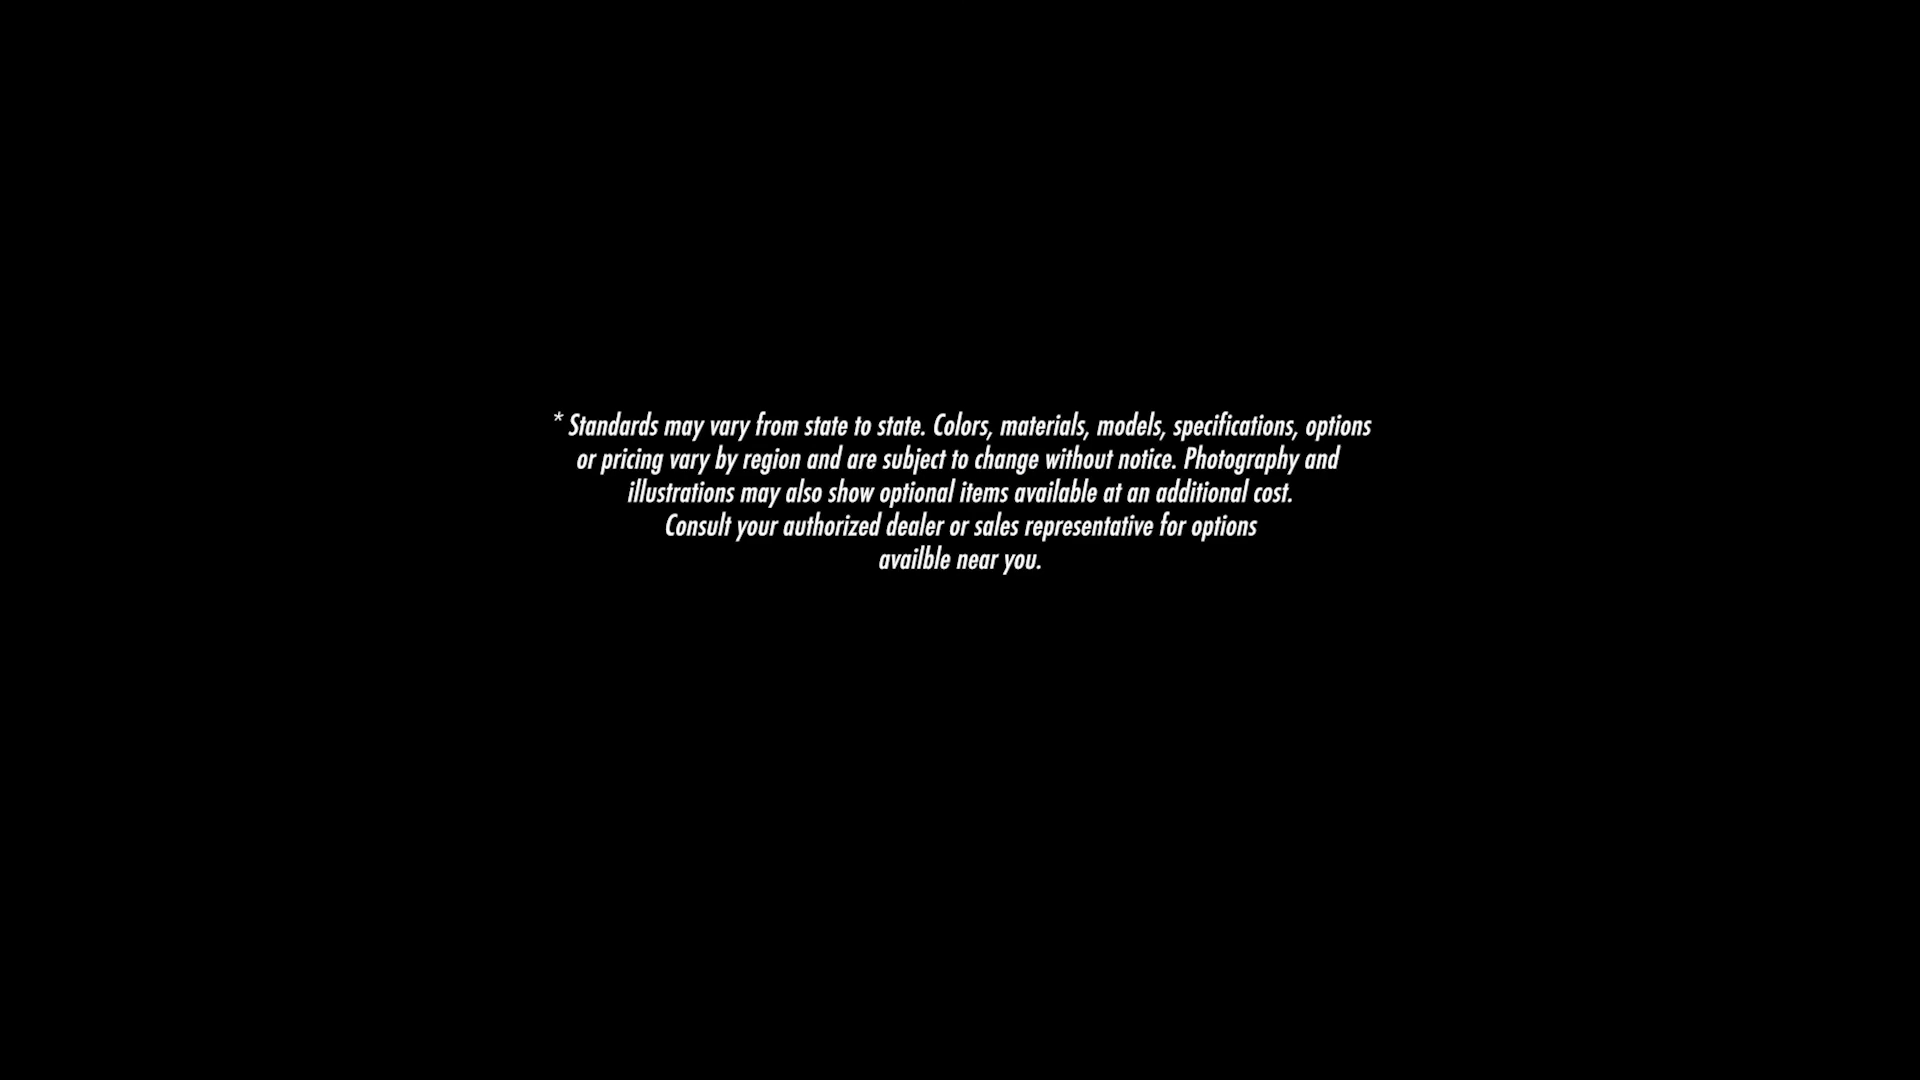 * Standards may vary from state to state. Colors, materials, models, specifications, options
or pricing vary by region and are subject to change without notice. Photography and
illustrations may also show optional items available at an additional cost.
Consult your authorized dealer or sales representative for options
availble near you.